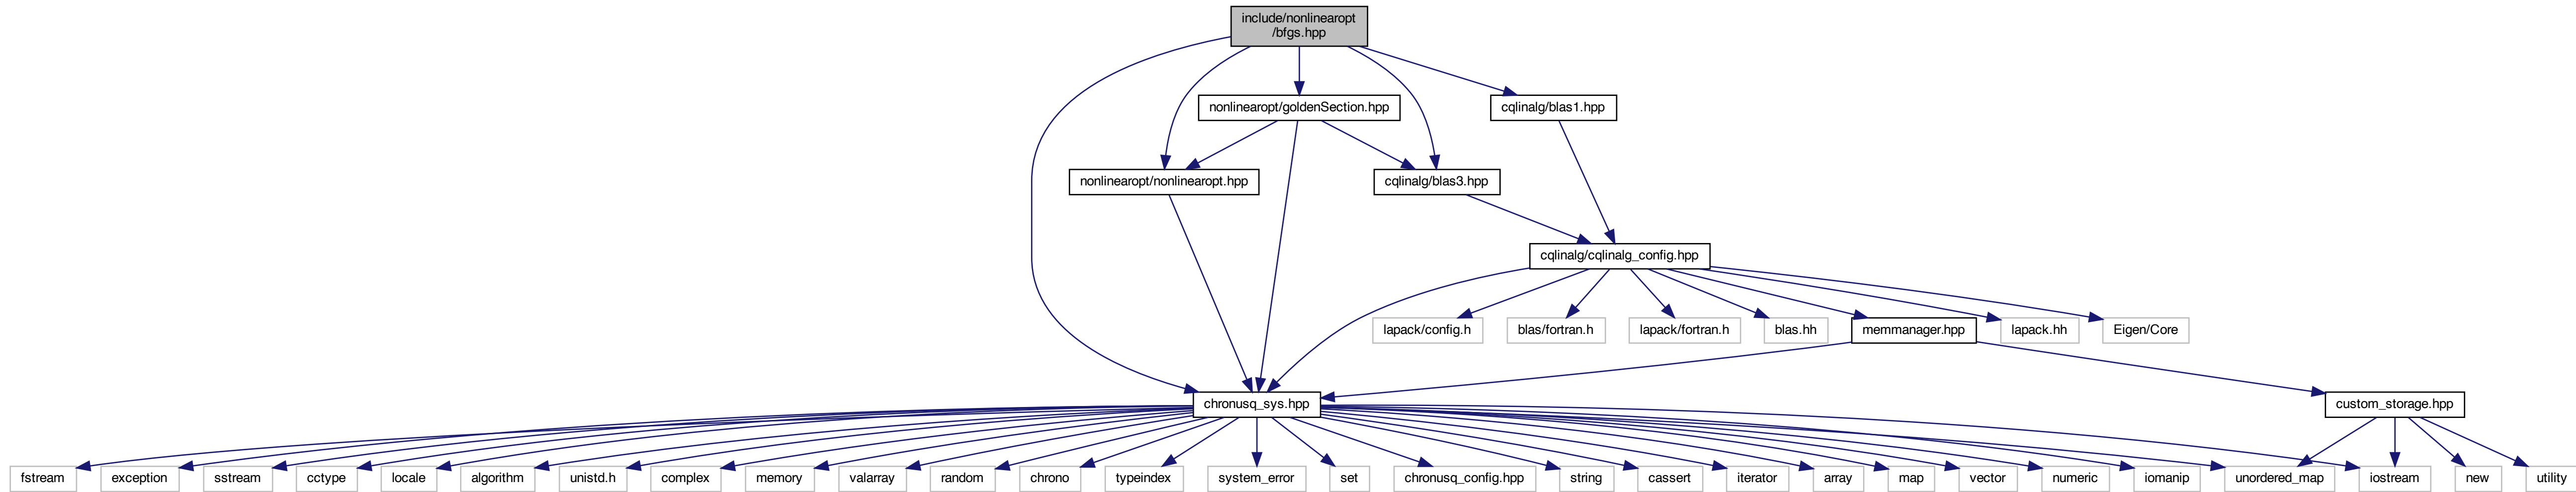 include/nonlinearopt
/bfgs.hpp
nonlinearopt/goldenSection.hpp
cqlinalg/blas1.hpp
nonlinearopt/nonlinearopt.hpp
cqlinalg/blas3.hpp
cqlinalg/cqlinalg_config.hpp
lapack/config.h
blas/fortran.h
lapack/fortran.h
blas.hh
memmanager.hpp
lapack.hh
Eigen/Core
chronusq_sys.hpp
custom_storage.hpp
fstream
exception
sstream
cctype
locale
algorithm
unistd.h
complex
memory
valarray
random
chrono
typeindex
system_error
set
chronusq_config.hpp
string
cassert
iterator
array
map
vector
numeric
iomanip
unordered_map
iostream
new
utility